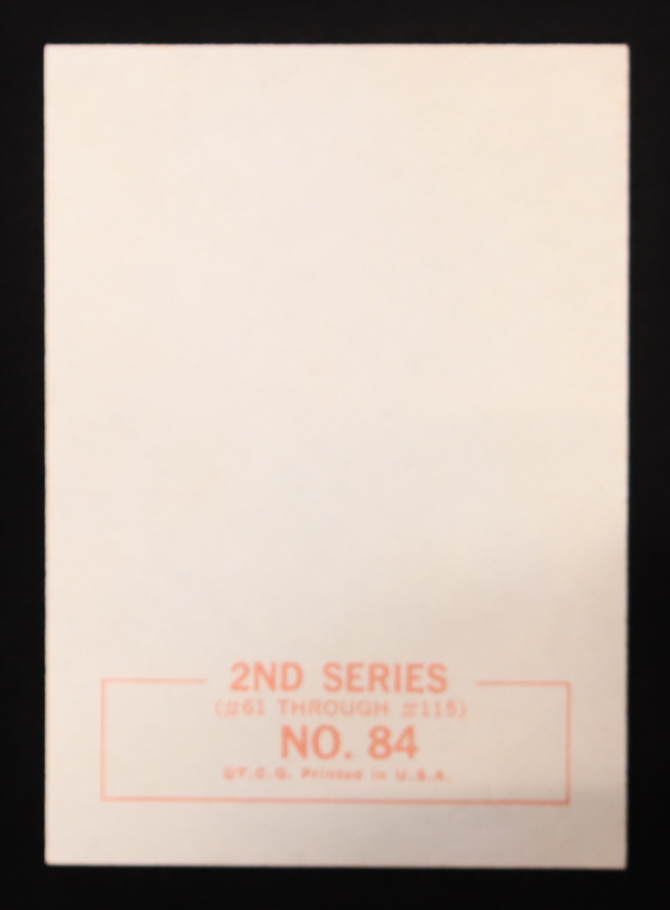 2ND SERIES
(#61 THROUGH #115)
NO. 84
©T.C.G. Printed in U.S.A.